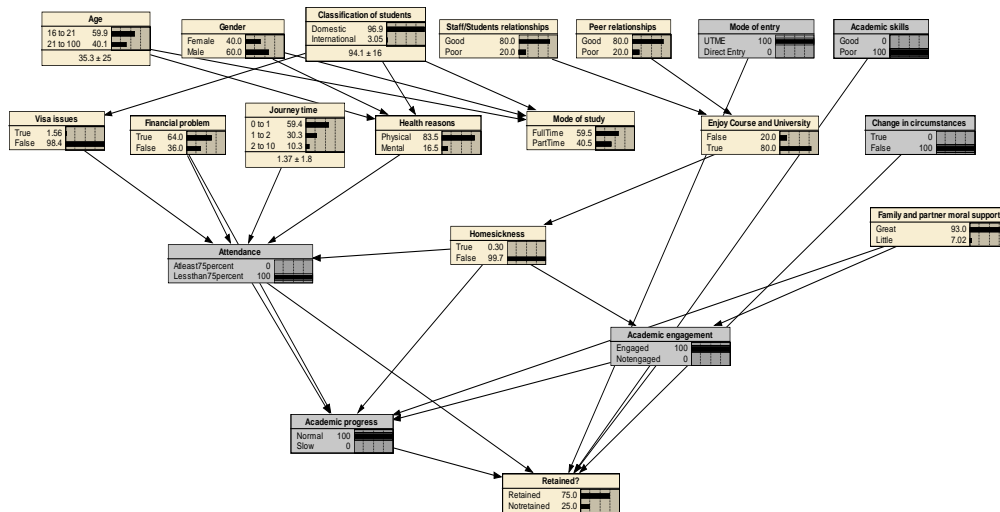 Age
16 to 21 59.9
21 to 100 40.1
35.3 ± 25
Gender
Female 40.0
Male 60.0
Classification of students
Domestic 96.9
International 3.05
94.1 ± 16
Staff/Students relationships
Good 80.0
Poor 20.0
Peer relationships
Good 80.0
Poor 20.0
Mode of entry
UTME 100
Direct Entry 0
Academic skills
Good 0
Poor 100
Visa issues
True 1.56
False 98.4
Financial problem
True 64.0
False 36.0
Journey time
0 to 1 59.4
1 to 2 30.3
2 to 10 10.3
1.37 ± 1.8
Health reasons
Physical 83.5
Mental 16.5
Mode of study
FullTime 59.5
PartTime 40.5
Enjoy Course and University
False 20.0
True 80.0
Change in circumstances
True 0
False 100
Family and partner moral support
Great 93.0
Little 7.02
Attendance
Atleast75percent 0
Lessthan75percent 100
Homesickness
True 0.30
False 99.7
Academic engagement
Engaged 100
Notengaged 0
Academic progress
Normal 100
Slow 0
Retained?
Retained 75.0
Notretained 25.0